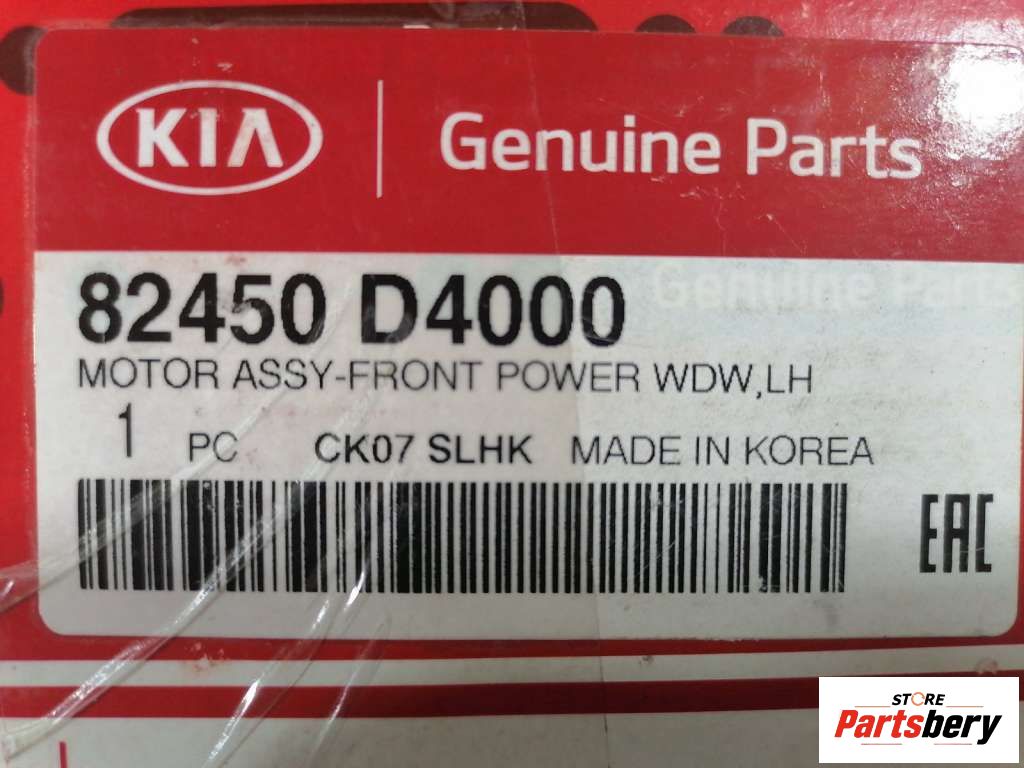 KIA Genuine Parts
Genuine Parts
82450 D4000
MOTOR ASSY-FRONT POWER WDW,LH
1 PC CK07 SLHK MADE IN KOREA
EAC
STORE
Partsbery